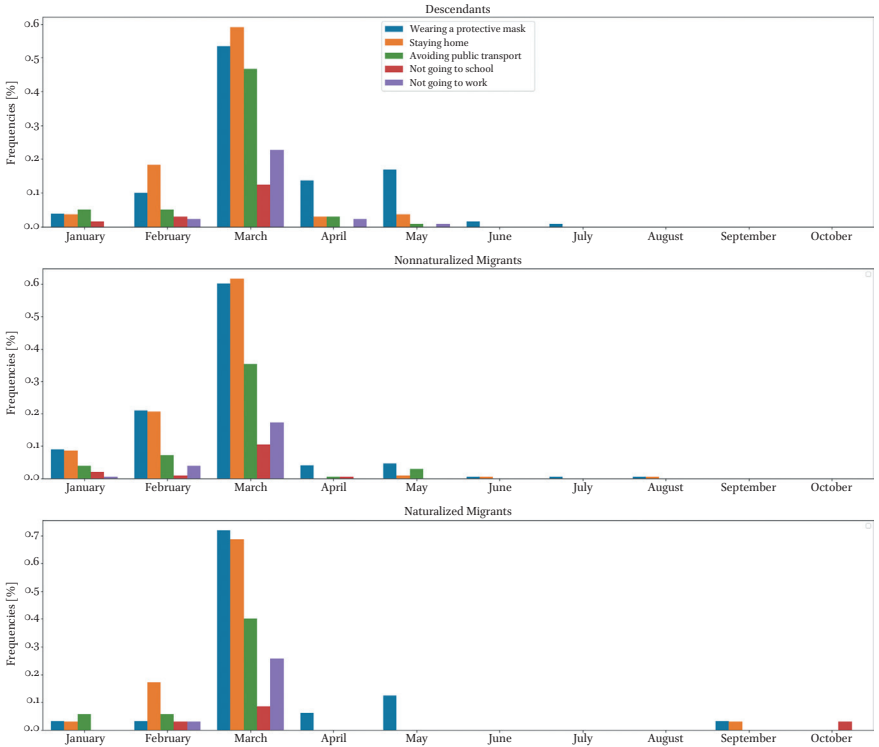 Descendants
Wearing a protective mask
Staying home
Avoiding public transport
Not going to school
Not going to work
Frequencies [%]
0.6
0.5
0.4
0.3
0.2
0.1
0.0
January February March April May June July August September October
Nonnaturalized Migrants
Frequencies [%]
0.6
0.5
0.4
0.3
0.2
0.1
0.0
January February March April May June July August September October
Naturalized Migrants
Frequencies [%]
0.7
0.6
0.5
0.4
0.3
0.2
0.1
0.0
January February March April May June July August September October